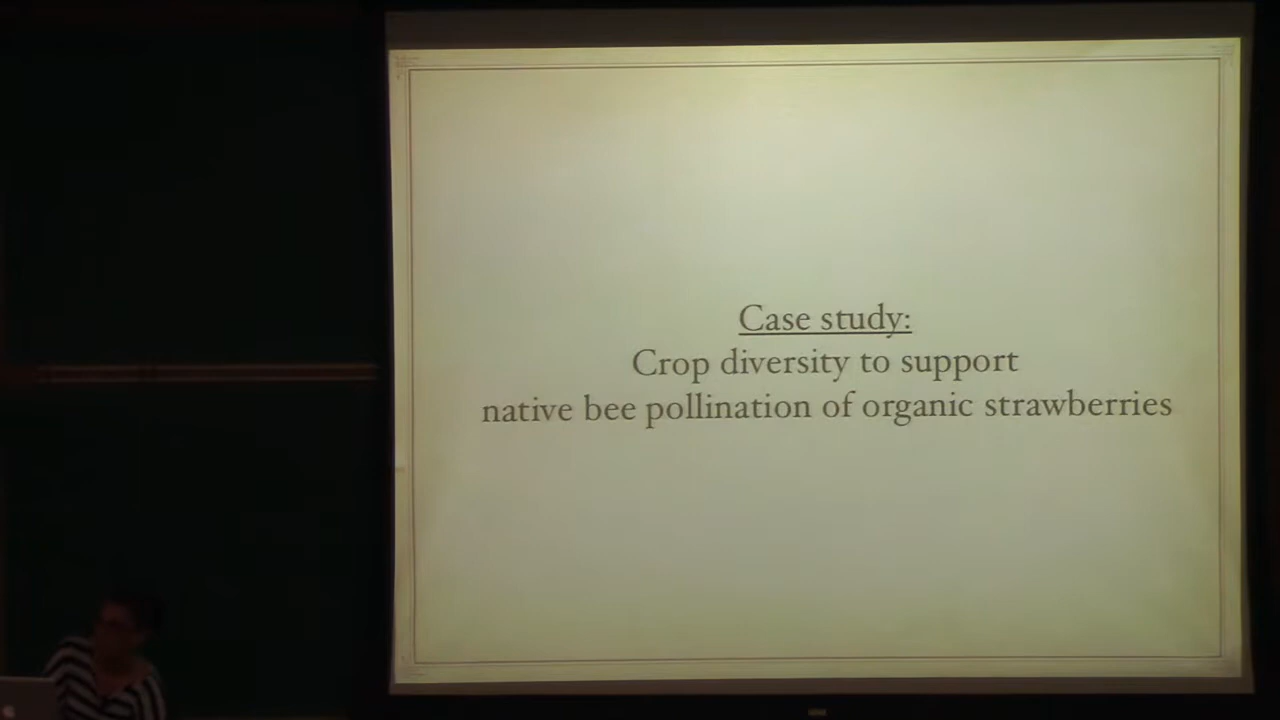 Case study:
Crop diversity to support
native bee pollination of organic strawberries